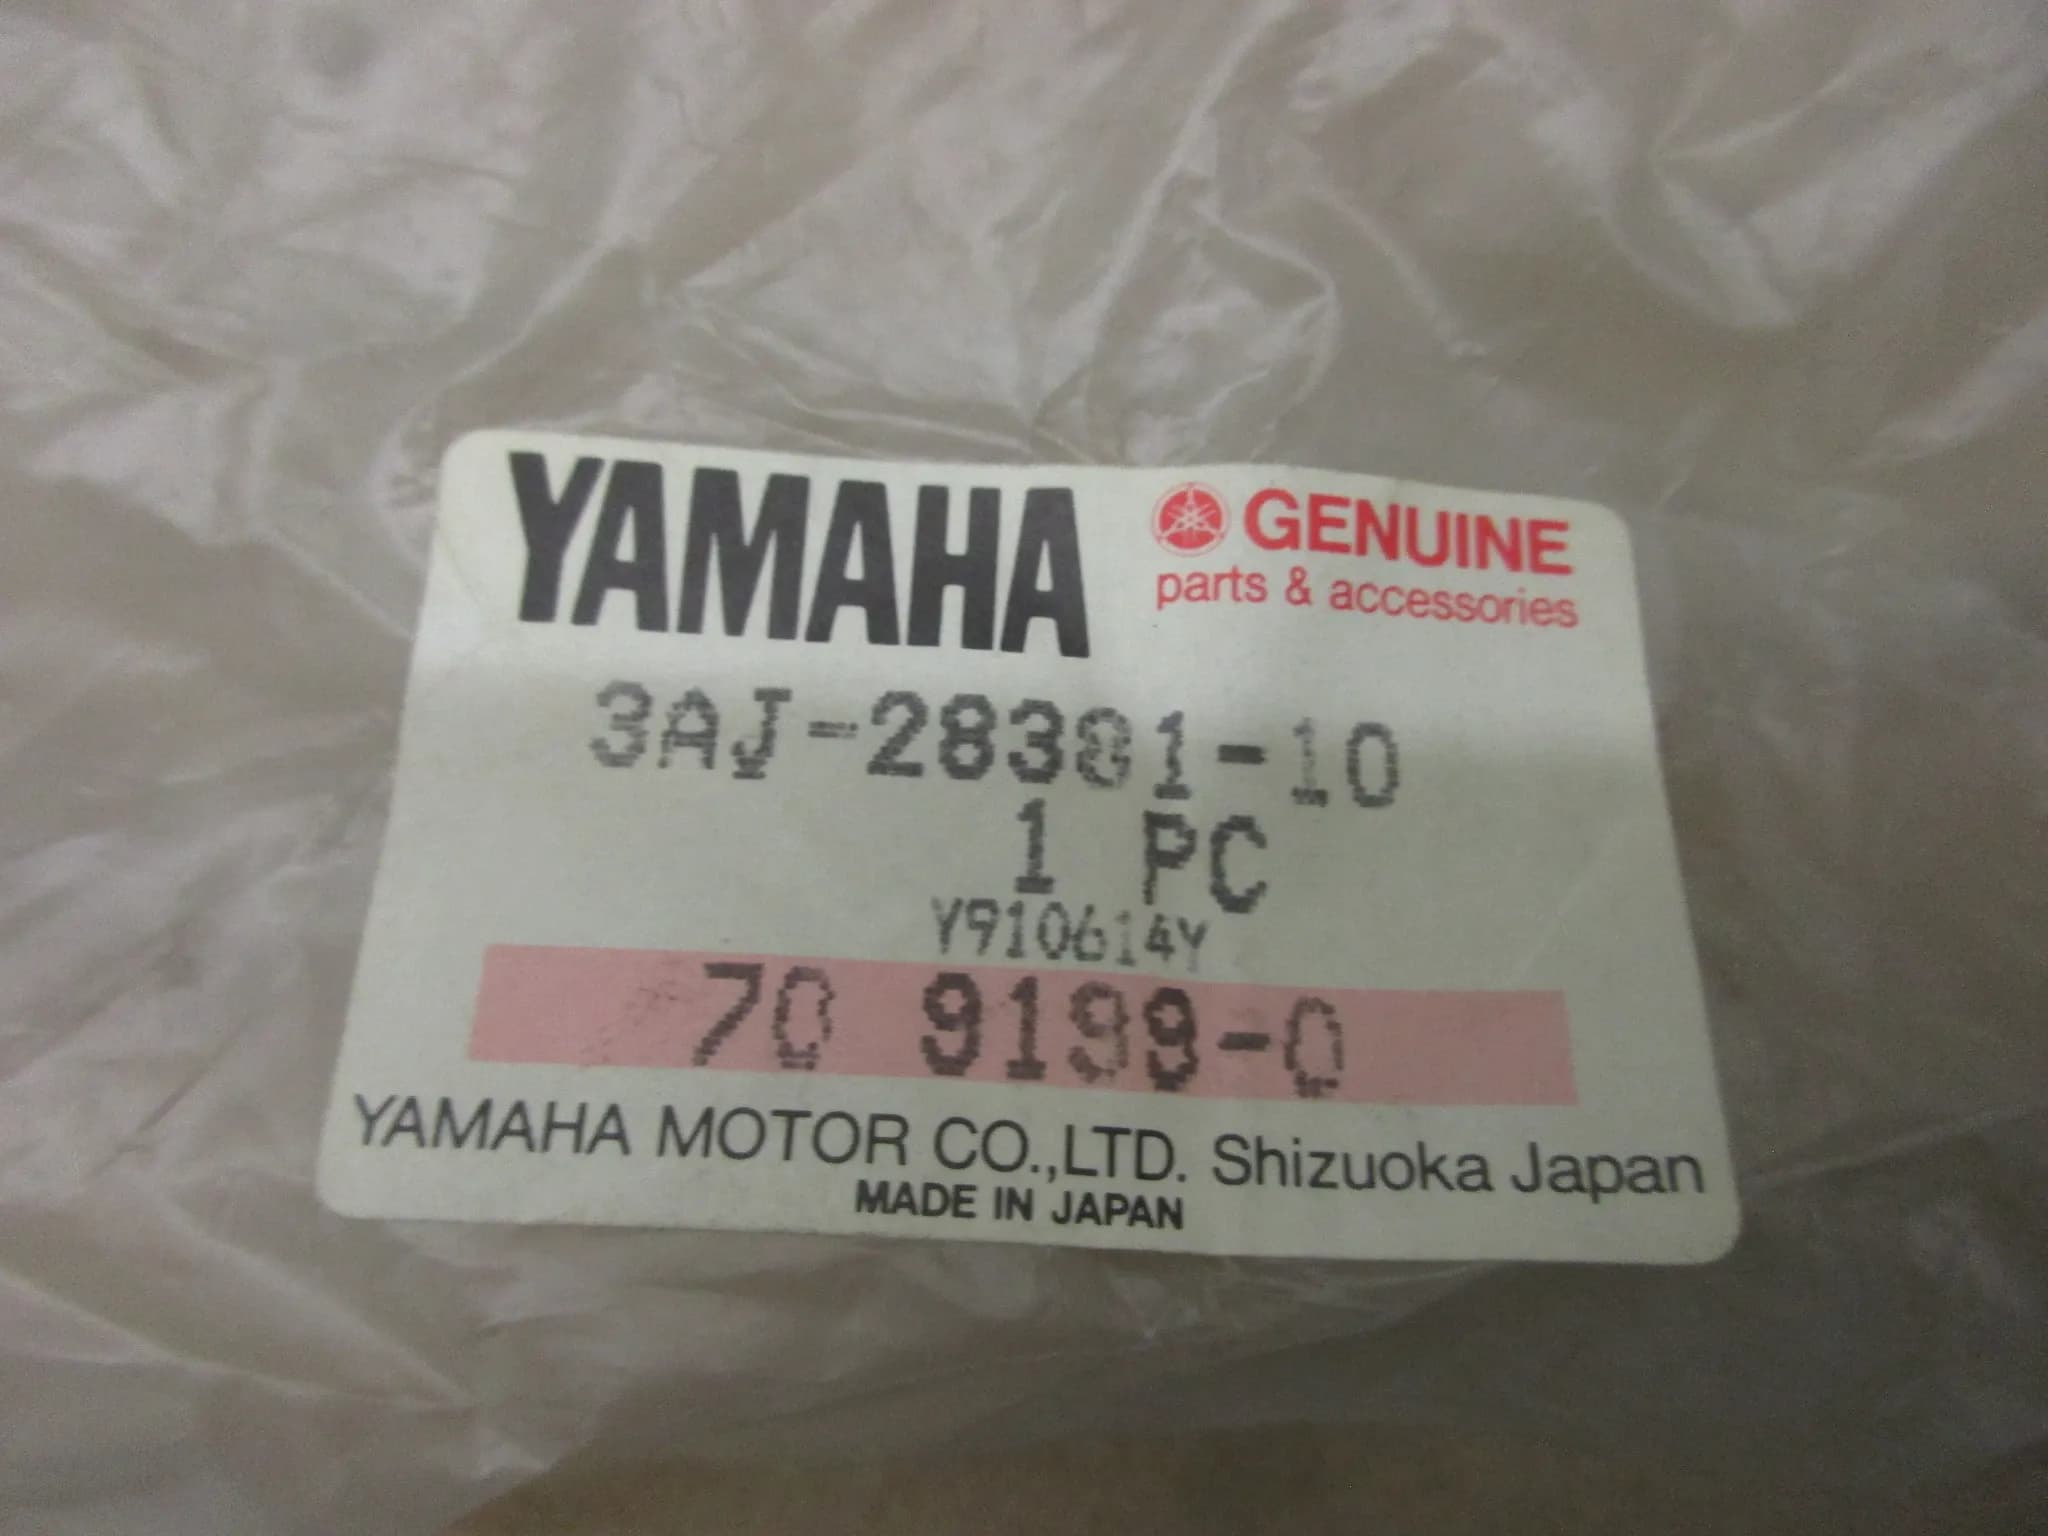 YAMAHA
GENUINE
parts & accessories
3AJ-28381-10
1 PC
Y910614Y
70 9199-0
YAMAHA MOTOR CO.,LTD. Shizuoka Japan
MADE IN JAPAN